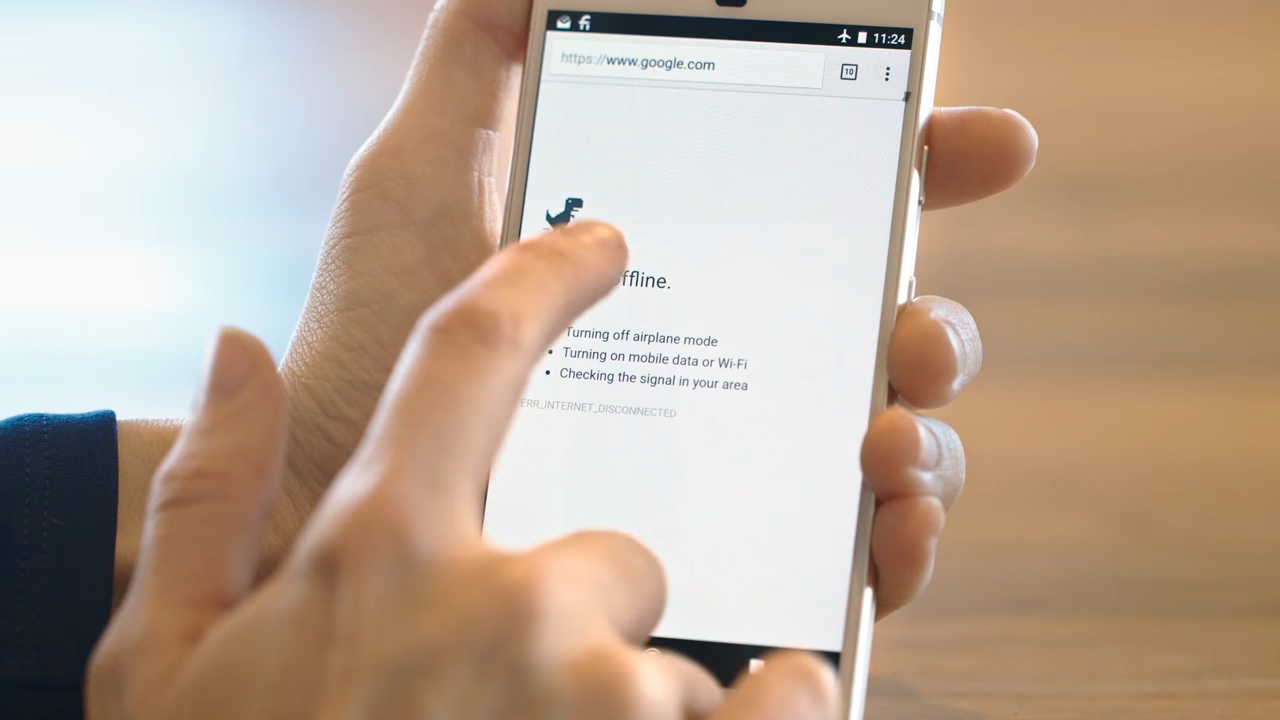 11:24
https://www.google.com
10
offline.
Turning off airplane mode
• Turning on mobile data or Wi-Fi
• Checking the signal in your area
ERR_INTERNET_DISCONNECTED